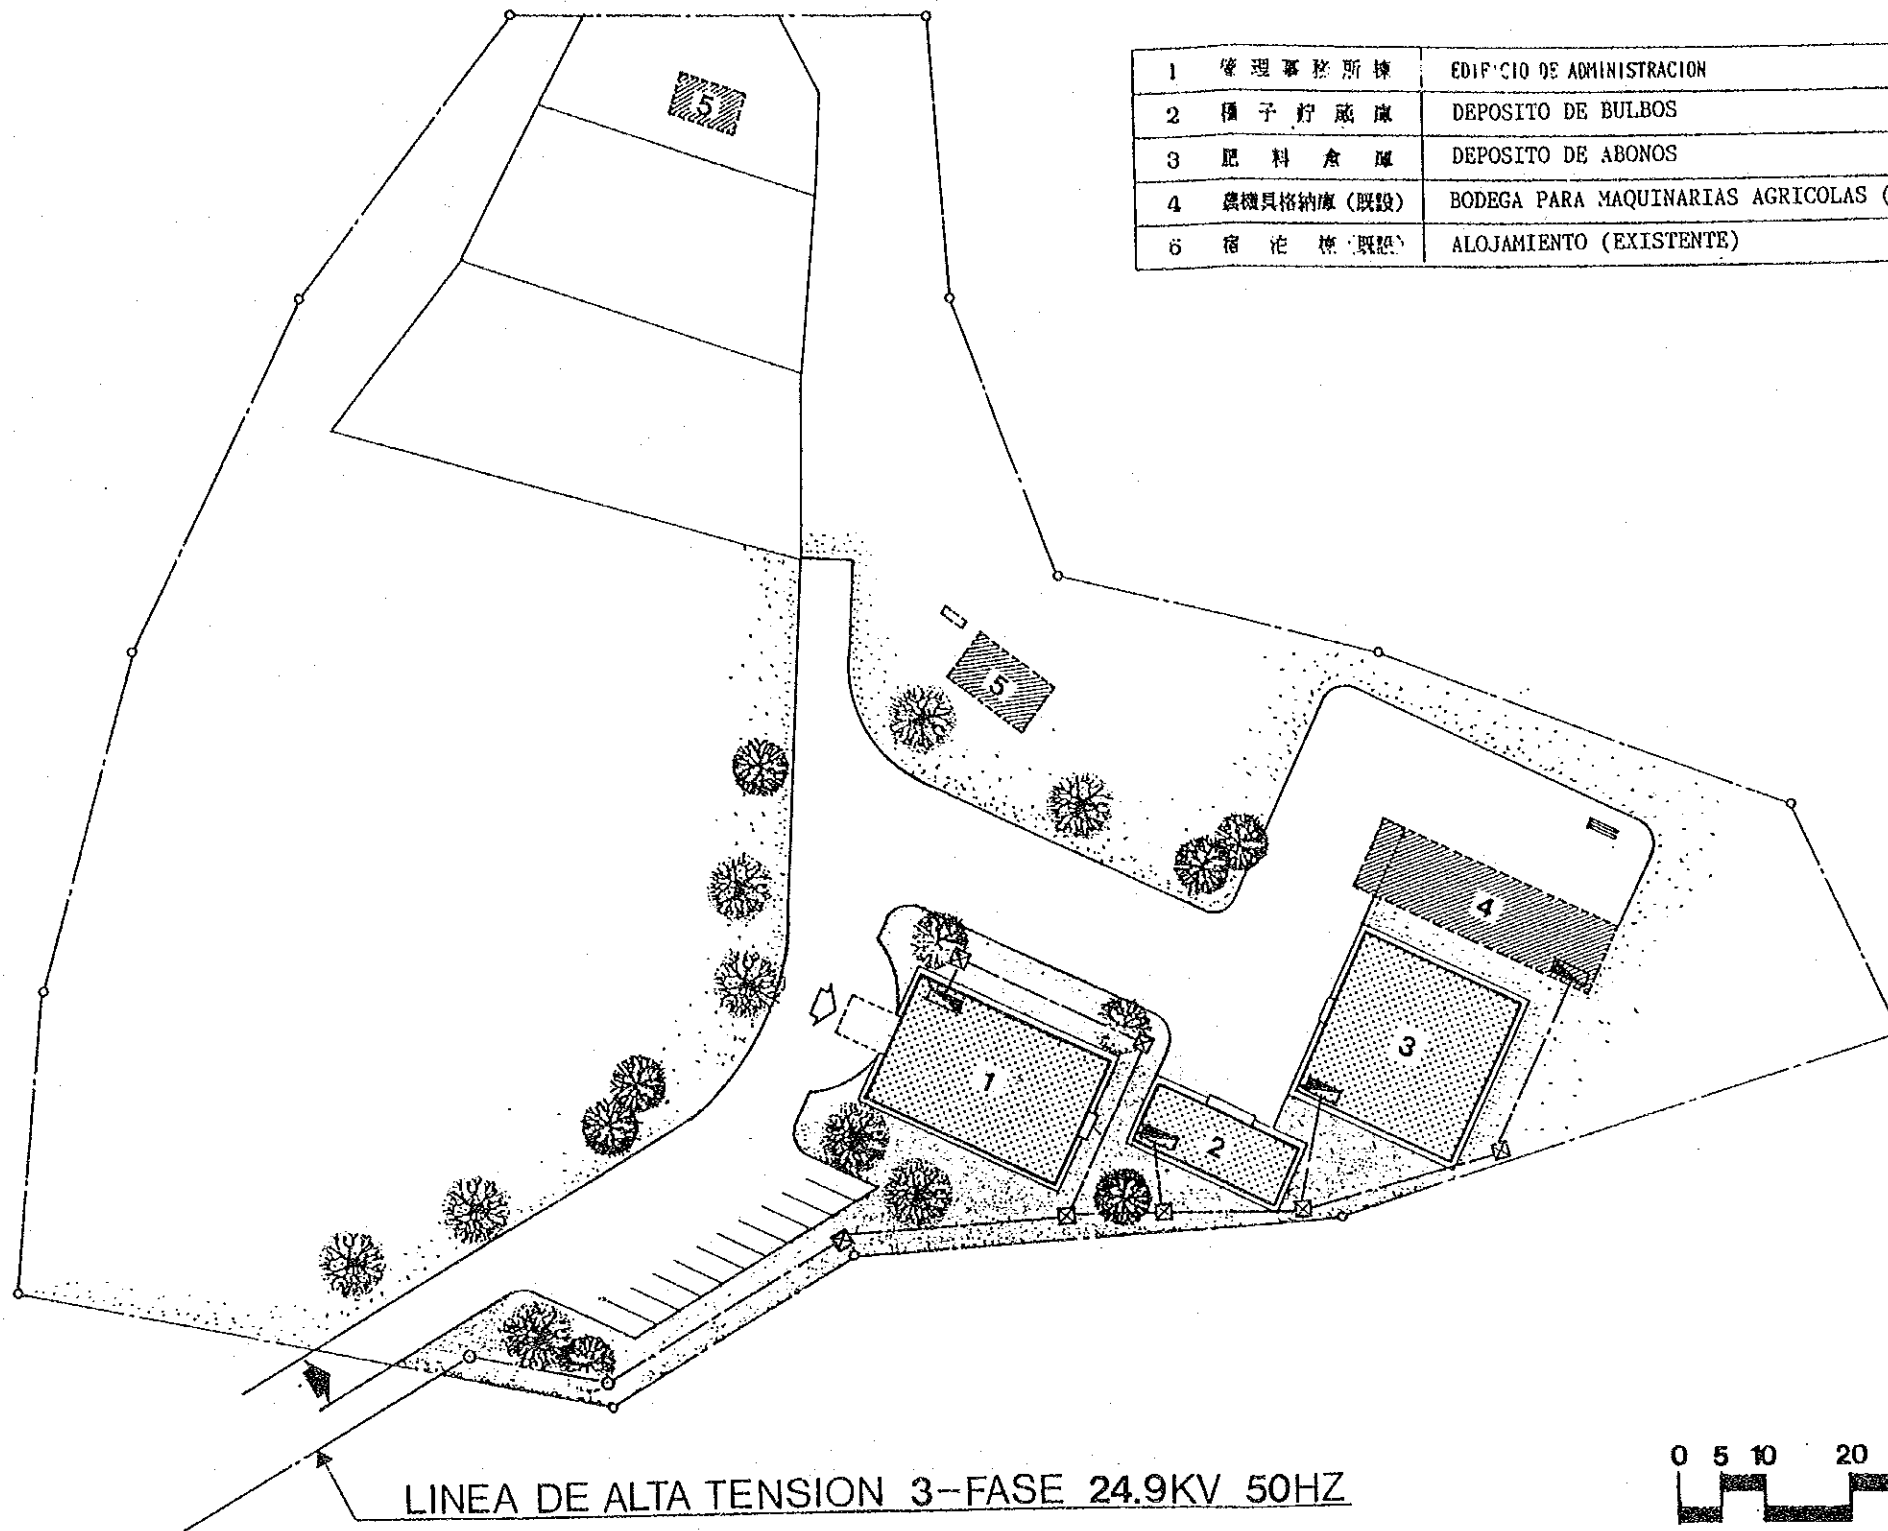 1 管理事務所棟 EDIFICIO DE ADMINISTRACION
2 種子貯蔵庫 DEPOSITO DE BULBOS
3 肥料倉庫 DEPOSITO DE ABONOS
4 農機具格納庫 (既設) BODEGA PARA MAQUINARIAS AGRICOLAS (
6 宿泊棟 (既設) ALOJAMIENTO (EXISTENTE)
5
5
4
3
1
2
LINEA DE ALTA TENSION 3-FASE 24.9KV 50HZ
0 5 10 20